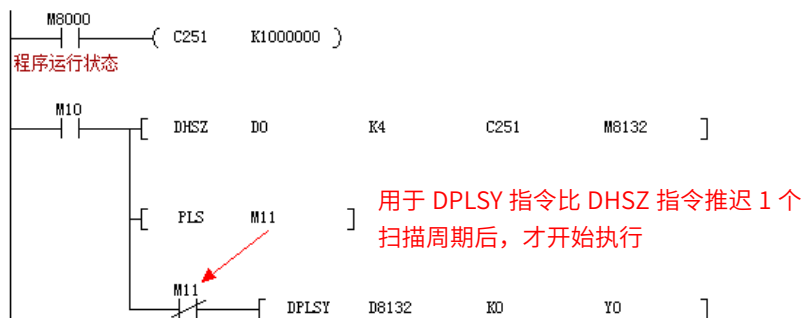 M8000
C251 K1000000
程序运行状态
M10
DHSZ D0 K4 C251 M8132
用于 DPLSY 指令比 DHSZ 指令推迟 1 个
扫描周期后，才开始执行
PLS M11
M11
DPLSY D8132 K0 Y0